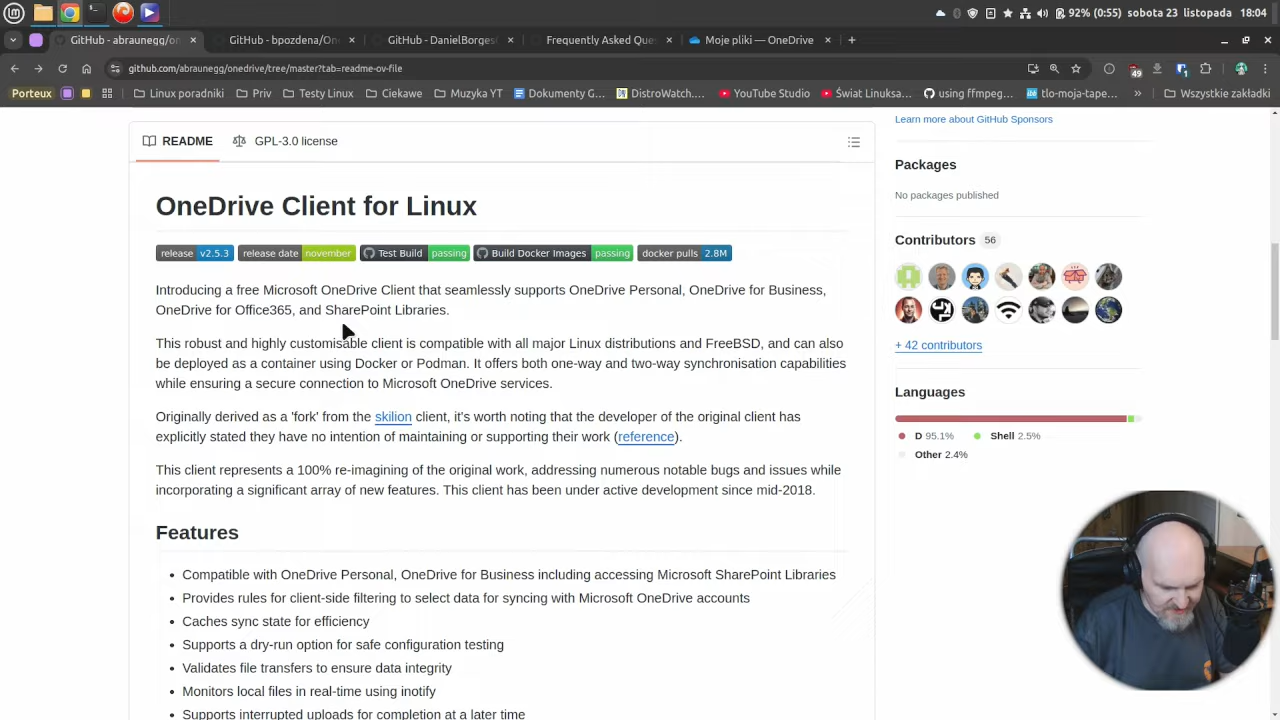 92% (0:55) sobota 23 listopada 18:04
GitHub - abraunegg/on
GitHub - bpozdena/On
GitHub - DanielBorges
Frequently Asked Que
Moje pliki — OneDrive
github.com/abraunegg/onedrive/tree/master?tab=readme-ov-file
49
1
Porteux
Linux poradniki
Priv
Testy Linux
Ciekawe
Muzyka YT
Dokumenty G...
DistroWatch....
YouTube Studio
Świat Linuksa...
using ffmpeg...
tlo-moja-tape...
»
Wszystkie zakładki
README
GPL-3.0 license
OneDrive Client for Linux
release v2.5.3
release date november
Test Build passing
Build Docker Images passing
docker pulls 2.8M
Introducing a free Microsoft OneDrive Client that seamlessly supports OneDrive Personal, OneDrive for Business,
OneDrive for Office365, and SharePoint Libraries.
This robust and highly customisable client is compatible with all major Linux distributions and FreeBSD, and can also
be deployed as a container using Docker or Podman. It offers both one-way and two-way synchronisation capabilities
while ensuring a secure connection to Microsoft OneDrive services.
Originally derived as a 'fork' from the skilion client, it's worth noting that the developer of the original client has
explicitly stated they have no intention of maintaining or supporting their work (reference).
This client represents a 100% re-imagining of the original work, addressing numerous notable bugs and issues while
incorporating a significant array of new features. This client has been under active development since mid-2018.
Features
• Compatible with OneDrive Personal, OneDrive for Business including accessing Microsoft SharePoint Libraries
• Provides rules for client-side filtering to select data for syncing with Microsoft OneDrive accounts
• Caches sync state for efficiency
• Supports a dry-run option for safe configuration testing
• Validates file transfers to ensure data integrity
• Monitors local files in real-time using inotify
• Supports interrupted uploads for completion at a later time
Learn more about GitHub Sponsors
Packages
No packages published
Contributors 56
+ 42 contributors
Languages
D 95.1%
Shell 2.5%
Other 2.4%